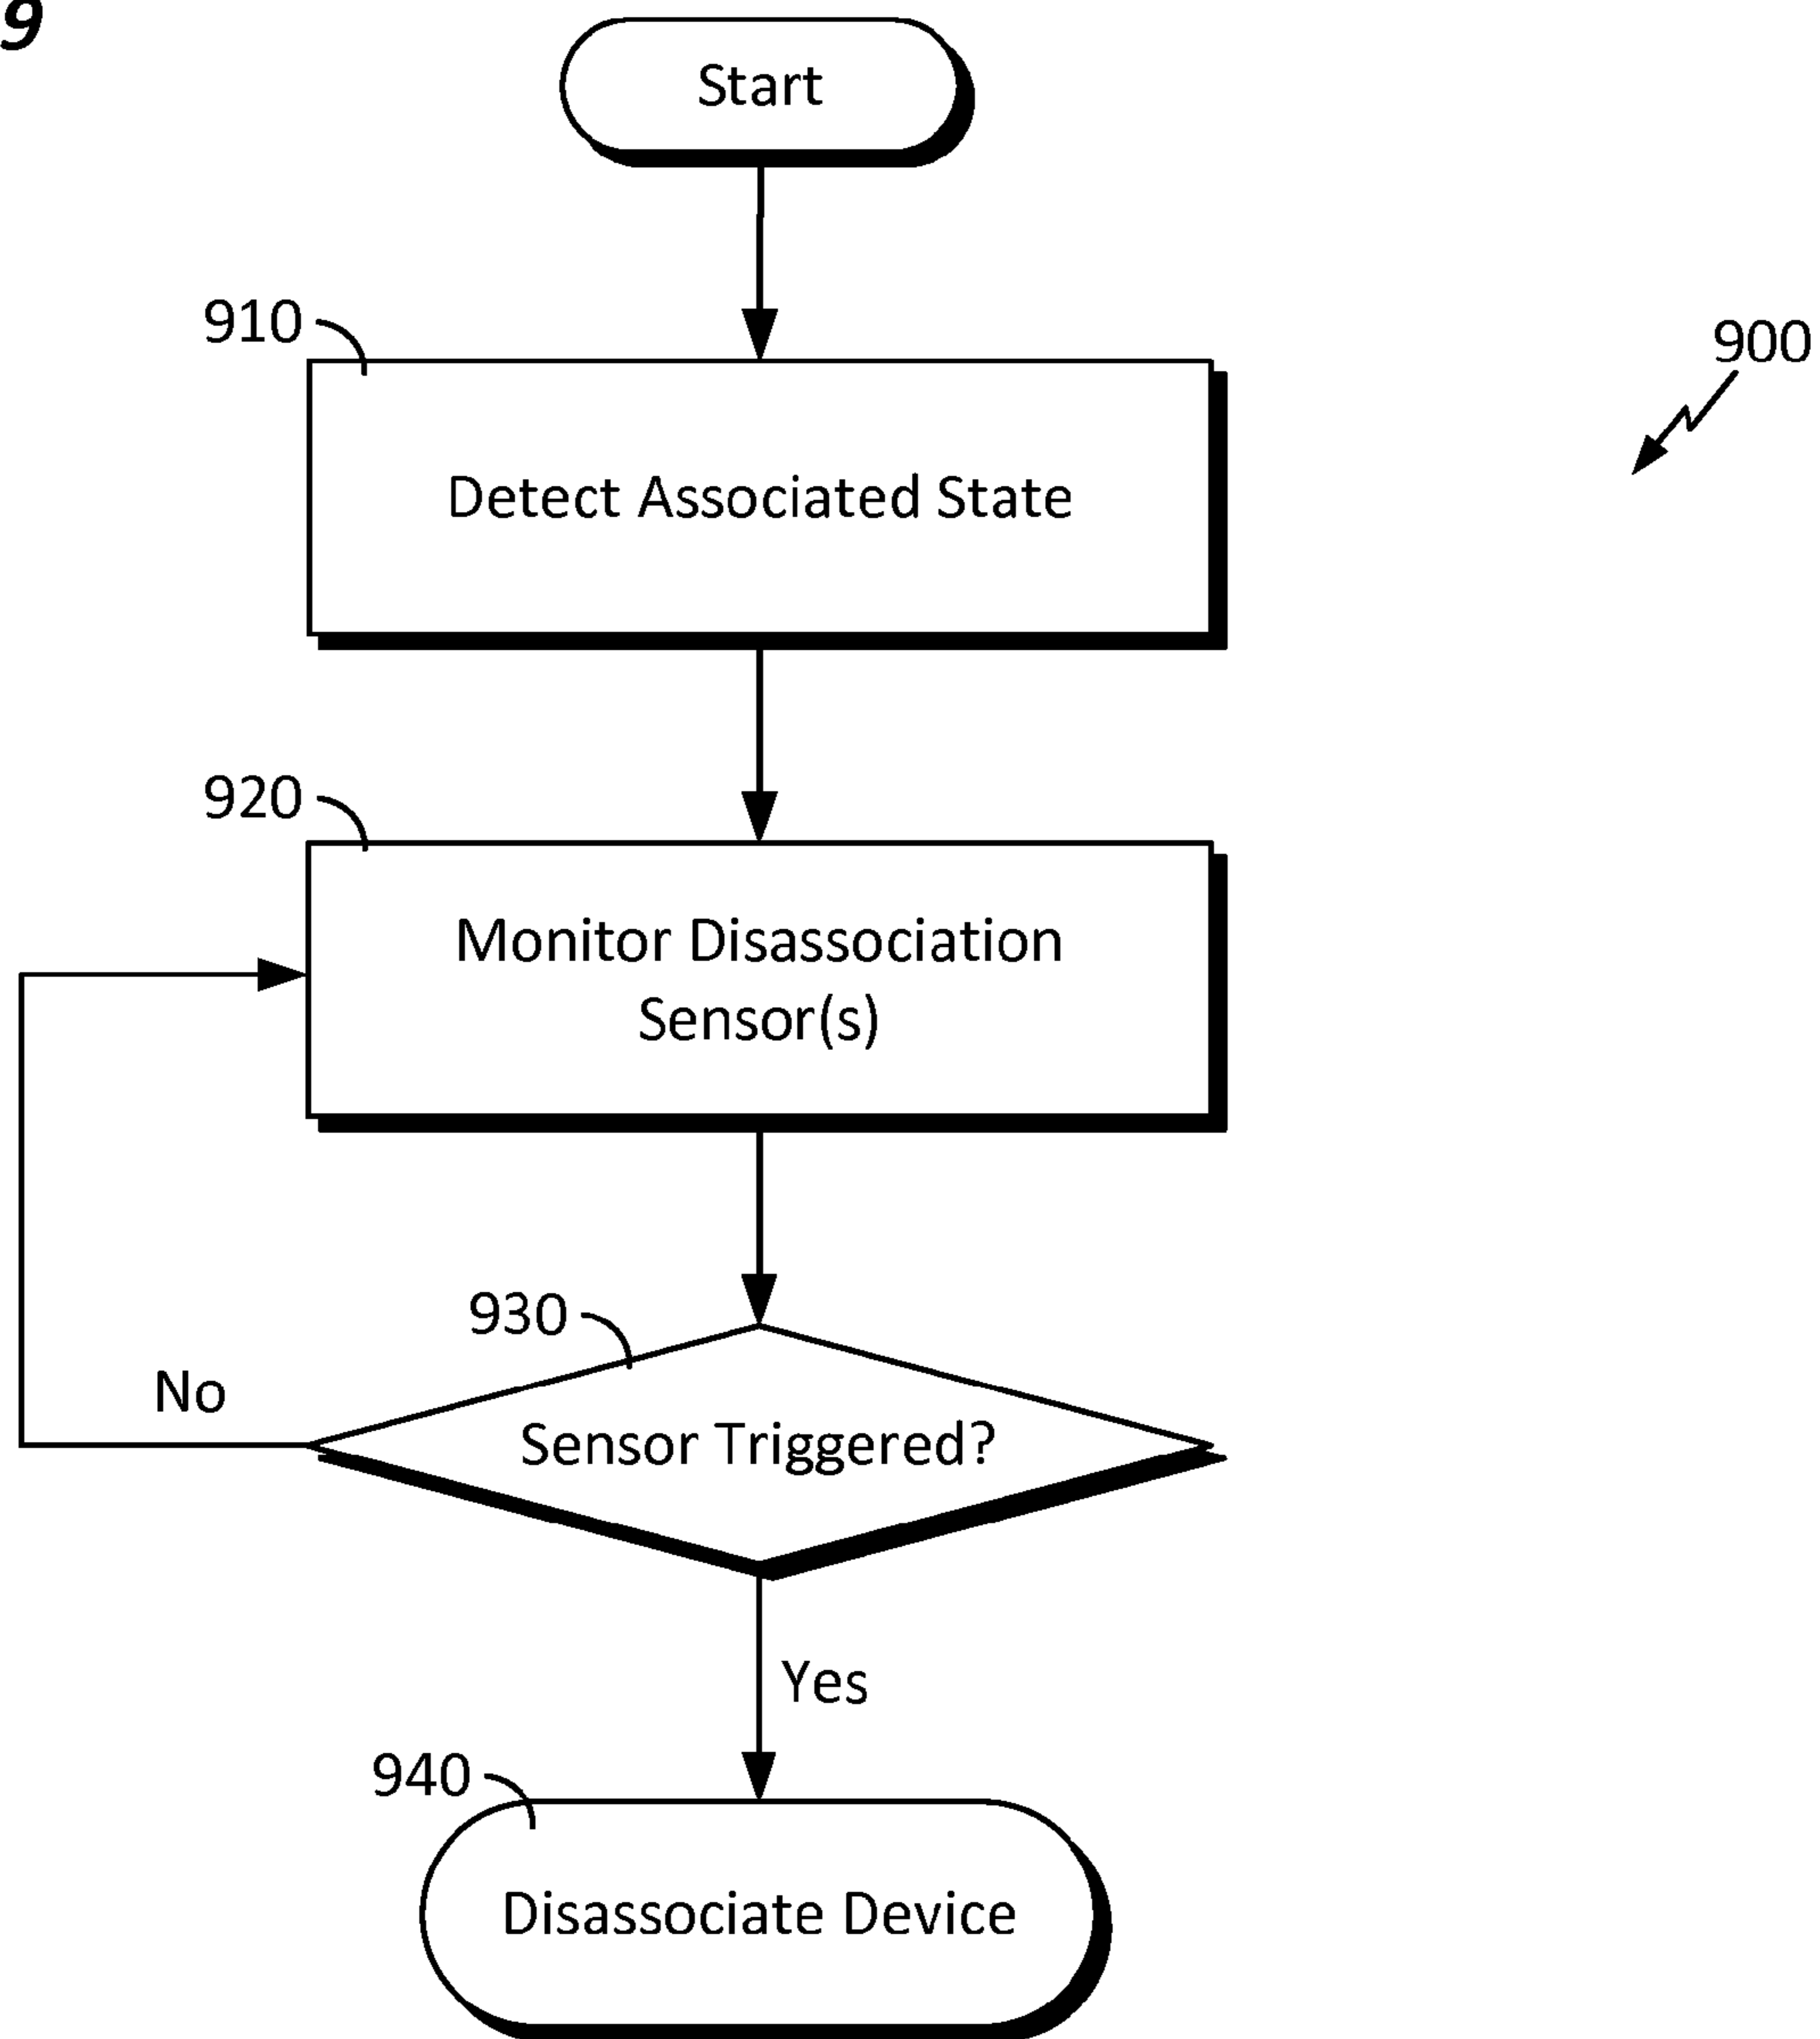 9
Start
910
900
Detect Associated State
920
Monitor Disassociation
Sensor(s)
930
No
Sensor Triggered?
Yes
940
Disassociate Device